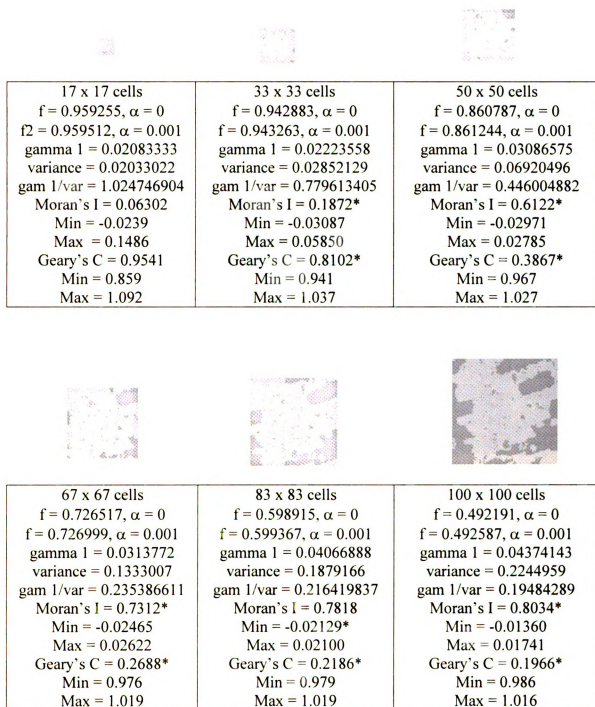 17 x 17 cells
f = 0.959255, α = 0
f2 = 0.959512, α = 0.001
gamma 1 = 0.02083333
variance = 0.02033022
gam 1/var = 1.024746904
Moran's I = 0.06302
Min = -0.0239
Max = 0.1486
Geary's C = 0.9541
Min = 0.859
Max = 1.092
33 x 33 cells
f = 0.942883, α = 0
f = 0.943263, α = 0.001
gamma 1 = 0.02223558
variance = 0.02852129
gam 1/var = 0.779613405
Moran's I = 0.1872*
Min = -0.03087
Max = 0.05850
Geary's C = 0.8102*
Min = 0.941
Max = 1.037
50 x 50 cells
f = 0.860787, α = 0
f = 0.861244, α = 0.001
gamma 1 = 0.03086575
variance = 0.06920496
gam 1/var = 0.446004882
Moran's I = 0.6122*
Min = -0.02971
Max = 0.02785
Geary's C = 0.3867*
Min = 0.967
Max = 1.027
67 x 67 cells
f = 0.726517, α = 0
f = 0.726999, α = 0.001
gamma 1 = 0.0313772
variance = 0.1333007
gam 1/var = 0.235386611
Moran's I = 0.7312*
Min = -0.02465
Max = 0.02622
Geary's C = 0.2688*
Min = 0.976
Max = 1.019
83 x 83 cells
f = 0.598915, α = 0
f = 0.599367, α = 0.001
gamma 1 = 0.04066888
variance = 0.1879166
gam 1/var = 0.216419837
Moran's I = 0.7818
Min = -0.02129*
Max = 0.02100
Geary's C = 0.2186*
Min = 0.979
Max = 1.019
100 x 100 cells
f = 0.492191, α = 0
f = 0.492587, α = 0.001
gamma 1 = 0.04374143
variance = 0.2244959
gam 1/var = 0.19484289
Moran's I = 0.8034*
Min = -0.01360
Max = 0.01741
Geary's C = 0.1966*
Min = 0.986
Max = 1.016